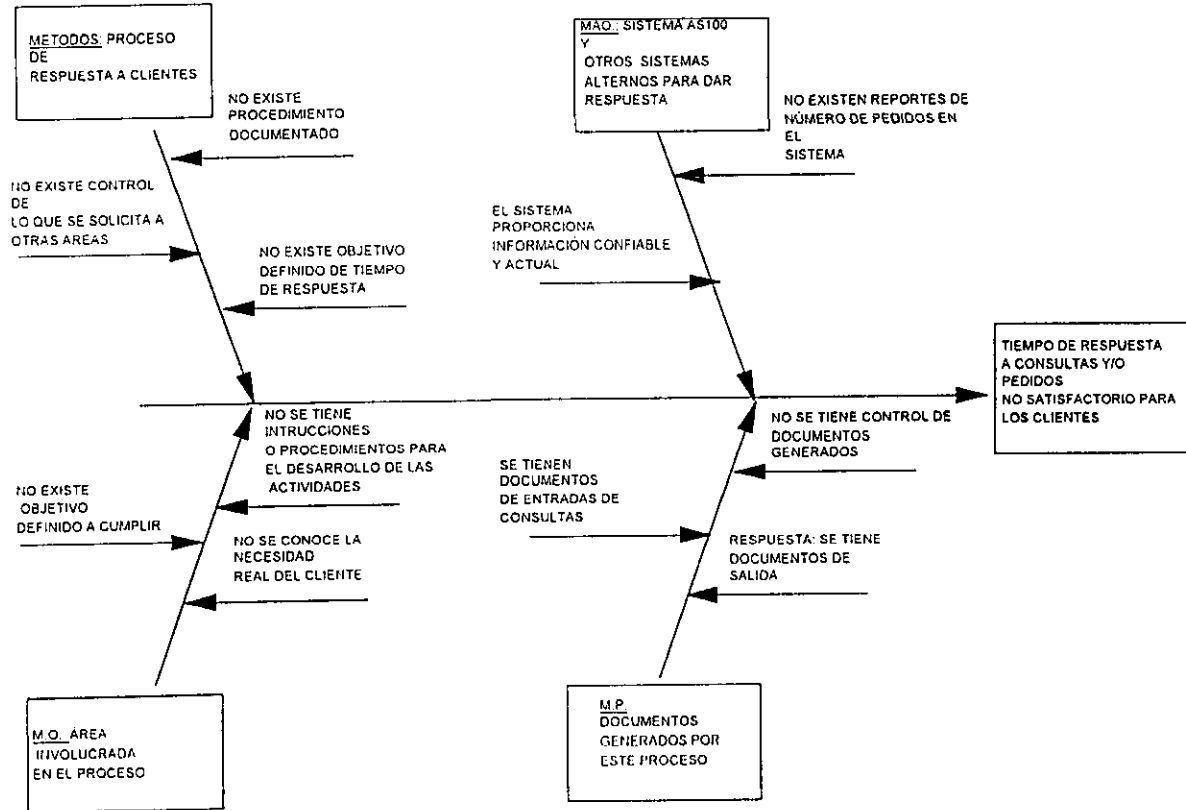 METODOS: PROCESO
DE
RESPUESTA A CLIENTES
NO EXISTE
PROCEDIMIENTO
DOCUMENTADO
NO EXISTE CONTROL
DE
LO QUE SE SOLICITA A
OTRAS AREAS
NO EXISTE OBJETIVO
DEFINIDO DE TIEMPO
DE RESPUESTA
MAQ.: SISTEMA AS100
Y
OTROS SISTEMAS
ALTERNOS PARA DAR
RESPUESTA
NO EXISTEN REPORTES DE
NÚMERO DE PEDIDOS EN
EL
SISTEMA
EL SISTEMA
PROPORCIONA
INFORMACIÓN CONFIABLE
Y ACTUAL
TIEMPO DE RESPUESTA
A CONSULTAS Y/O
PEDIDOS
NO SATISFACTORIO PARA
LOS CLIENTES
NO SE TIENE
INTRUCCIONES
O PROCEDIMIENTOS PARA
EL DESARROLLO DE LAS
ACTIVIDADES
NO EXISTE
OBJETIVO
DEFINIDO A CUMPLIR
NO SE CONOCE LA
NECESIDAD
REAL DEL CLIENTE
M.O. ÁREA
INVOLUCRADA
EN EL PROCESO
NO SE TIENE CONTROL DE
DOCUMENTOS
GENERADOS
SE TIENEN
DOCUMENTOS
DE ENTRADAS DE
CONSULTAS
RESPUESTA: SE TIENE
DOCUMENTOS DE
SALIDA
M.P.
DOCUMENTOS
GENERADOS POR
ESTE PROCESO